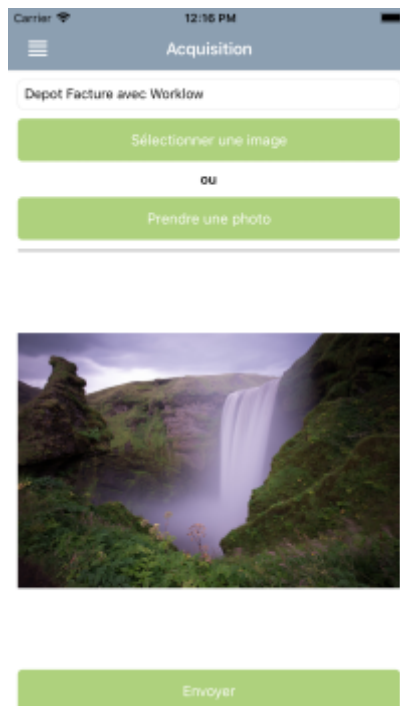 Carrier 12:16 PM
Acquisition
Depot Facture avec Worklow
Sélectionner une image
ou
Prendre une photo
Envoyer